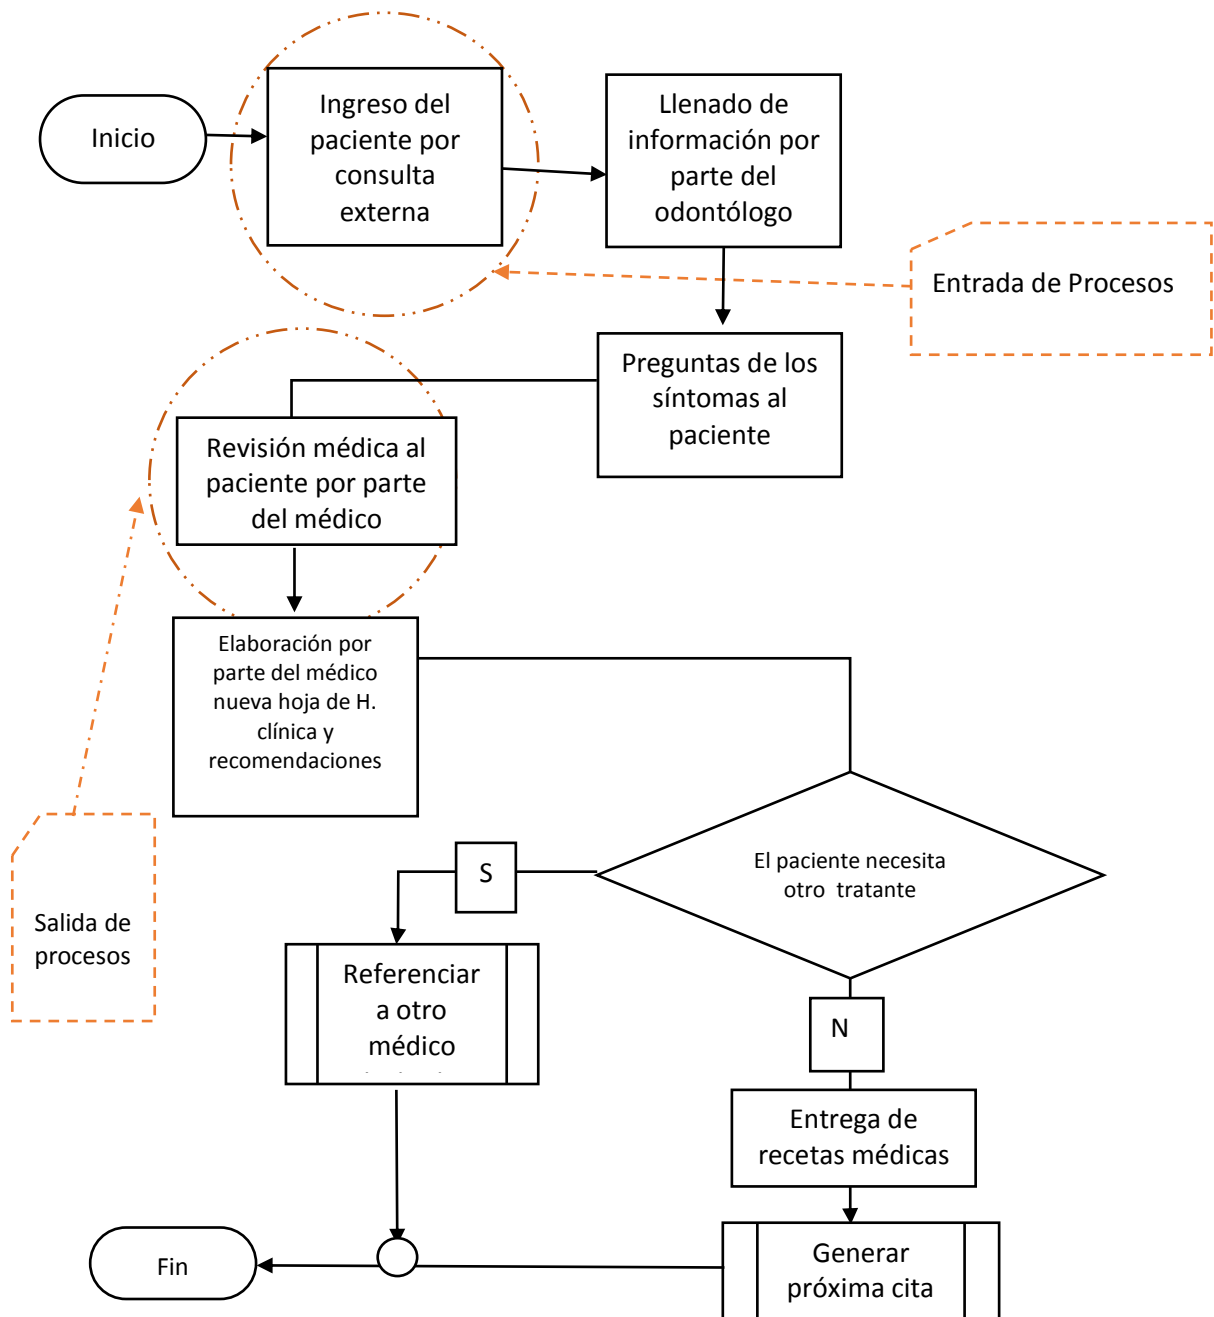 Inicio
Ingreso del
paciente por
consulta
externa
Llenado de
información por
parte del
odontólogo
Entrada de Procesos
Preguntas de los
síntomas al
paciente
Revisión médica al
paciente por parte
del médico
Elaboración por
parte del médico
nueva hoja de H.
clínica y
recomendaciones
El paciente necesita
otro tratante
S
Salida de
procesos
Referenciar
a otro
médico
N
Entrega de
recetas médicas
Generar
próxima cita
Fin